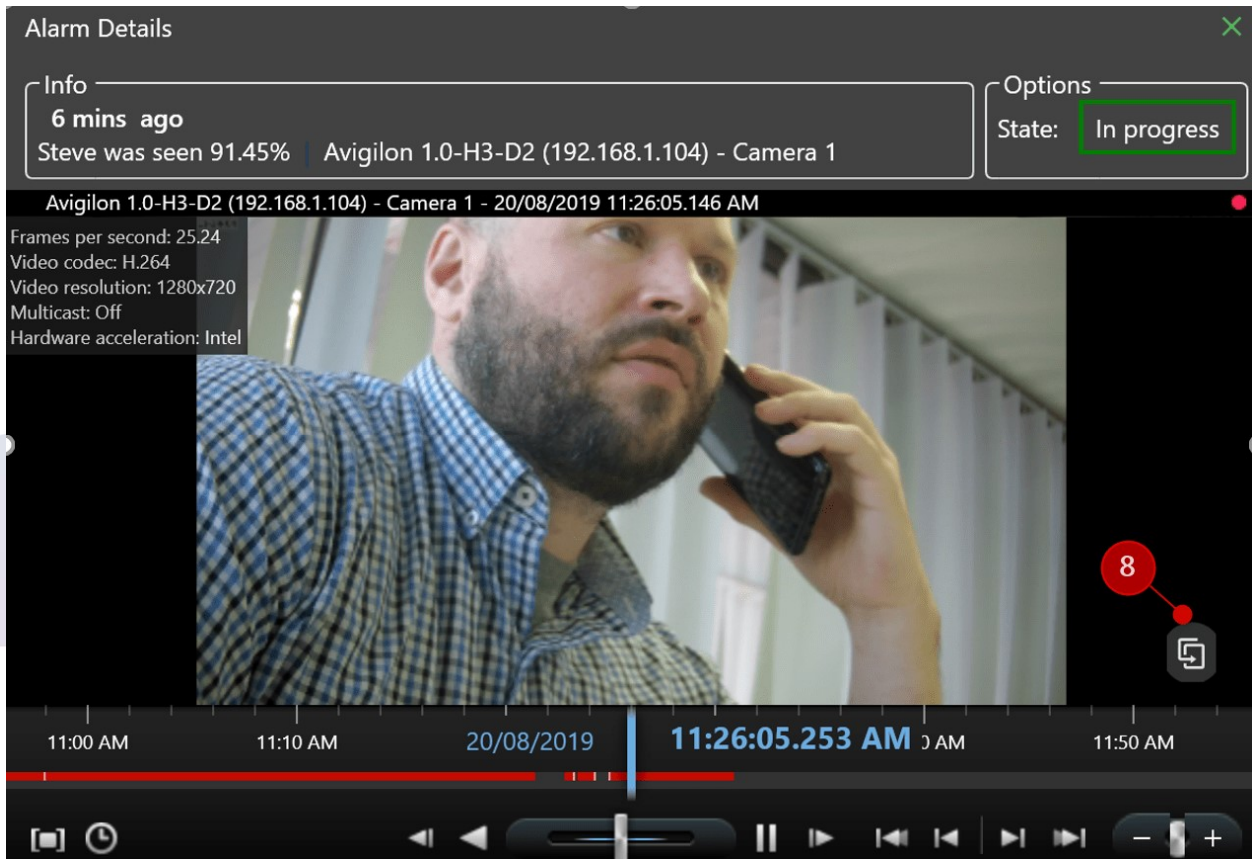 Alarm Details
Info
6 mins ago
Steve was seen 91.45% | Avigilon 1.0-H3-D2 (192.168.1.104) - Camera 1
Options
State: In progress
Avigilon 1.0-H3-D2 (192.168.1.104) - Camera 1 - 20/08/2019 11:26:05.146 AM
Frames per second: 25.24
Video codec: H.264
Video resolution: 1280x720
Multicast: Off
Hardware acceleration: Intel
8
11:00 AM 11:10 AM 20/08/2019 11:26:05.253 AM 0 AM 11:50 AM